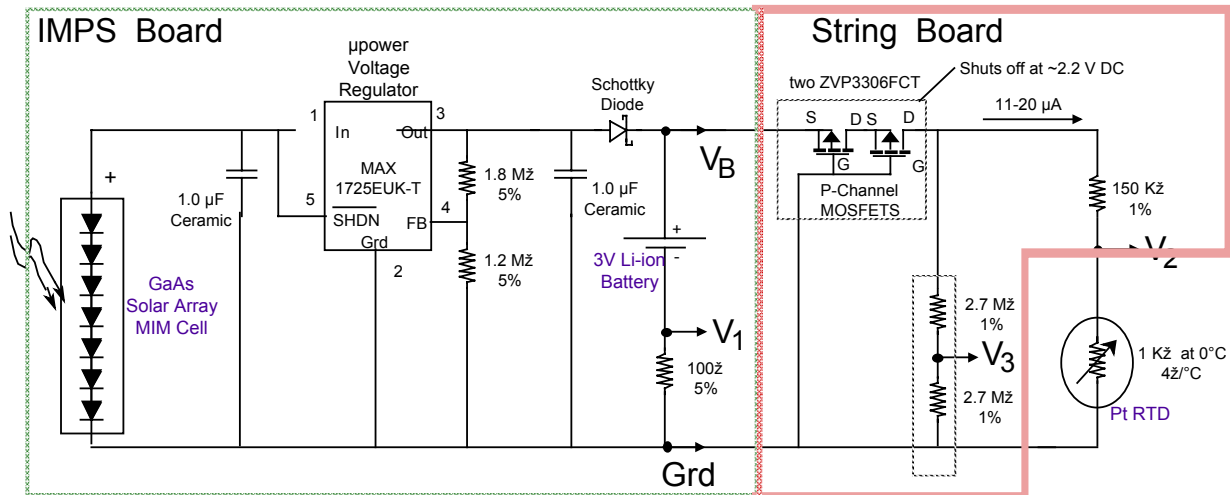 IMPS Board
String Board
µpower
Voltage
Regulator
Schottky
Diode
two ZVP3306FCT
Shuts off at ~2.2 V DC
11-20 µA
1
In
Out
3
S
D
S
D
G
G
V_B
P-Channel
MOSFETS
+
1.0 µF
Ceramic
5
MAX
1725EUK-T
SHDN
FB
4
Grd
2
1.8 Mž
5%
1.2 Mž
5%
1.0 µF
Ceramic
+
-
3V Li-ion
Battery
150 Kž
1%
V_2
GaAs
Solar Array
MIM Cell
V_1
100ž
5%
2.7 Mž
1%
V_3
2.7 Mž
1%
1 Kž at 0°C
4ž/°C
Pt RTD
Grd